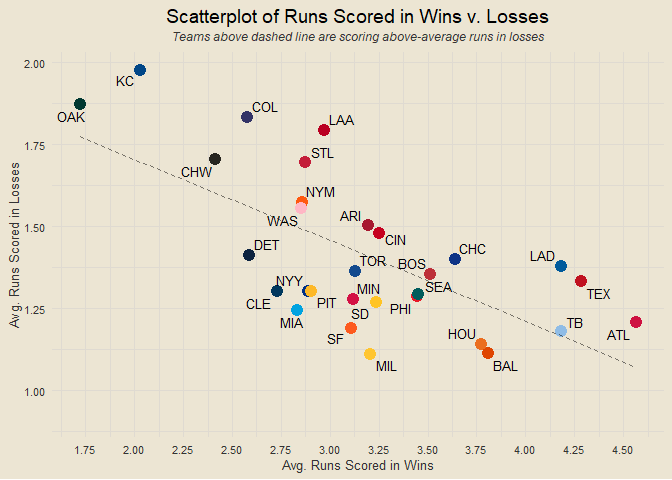 Scatterplot of Runs Scored in Wins v. Losses
Teams above dashed line are scoring above-average runs in losses
2.00
KC
OAK
COL
LAA
1.75
STL
CHW
NYM
WAS
ARI
1.50
CIN
DET
TOR
BOS
CHC
LAD
NYY
SEA
TEX
CLE
PIT
MIN
1.25
MIA
SD
PHI
SF
HOU
TB
ATL
MIL
BAL
1.00
Avg. Runs Scored in Losses
1.75 2.00 2.25 2.50 2.75 3.00 3.25 3.50 3.75 4.00 4.25 4.50
Avg. Runs Scored in Wins